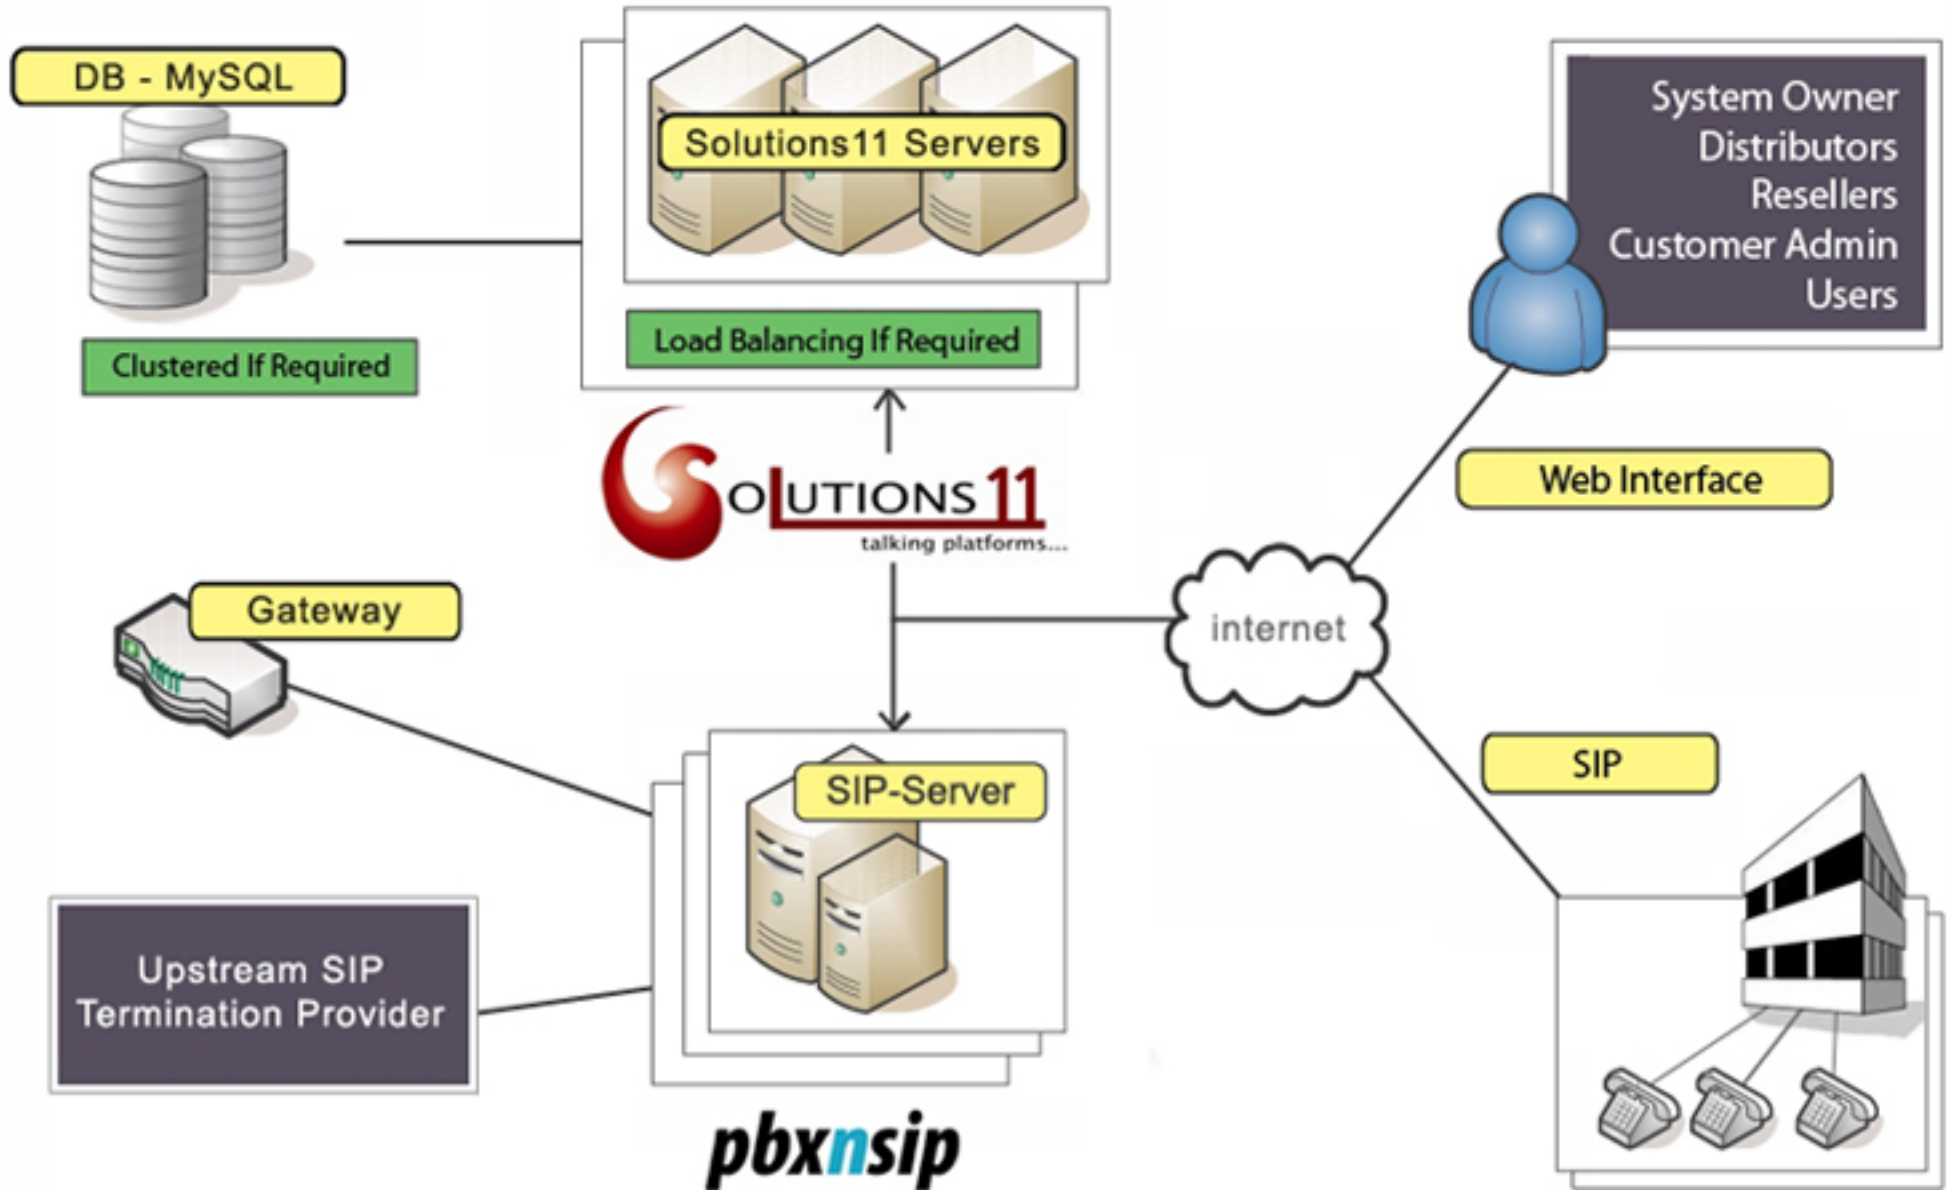 DB - MySQL
Clustered If Required
Solutions11 Servers
Load Balancing If Required
SOLUTIONS 11
talking platforms...
System Owner
Distributors
Resellers
Customer Admin
Users
Web Interface
internet
Gateway
SIP-Server
SIP
Upstream SIP
Termination Provider
pbxnsip